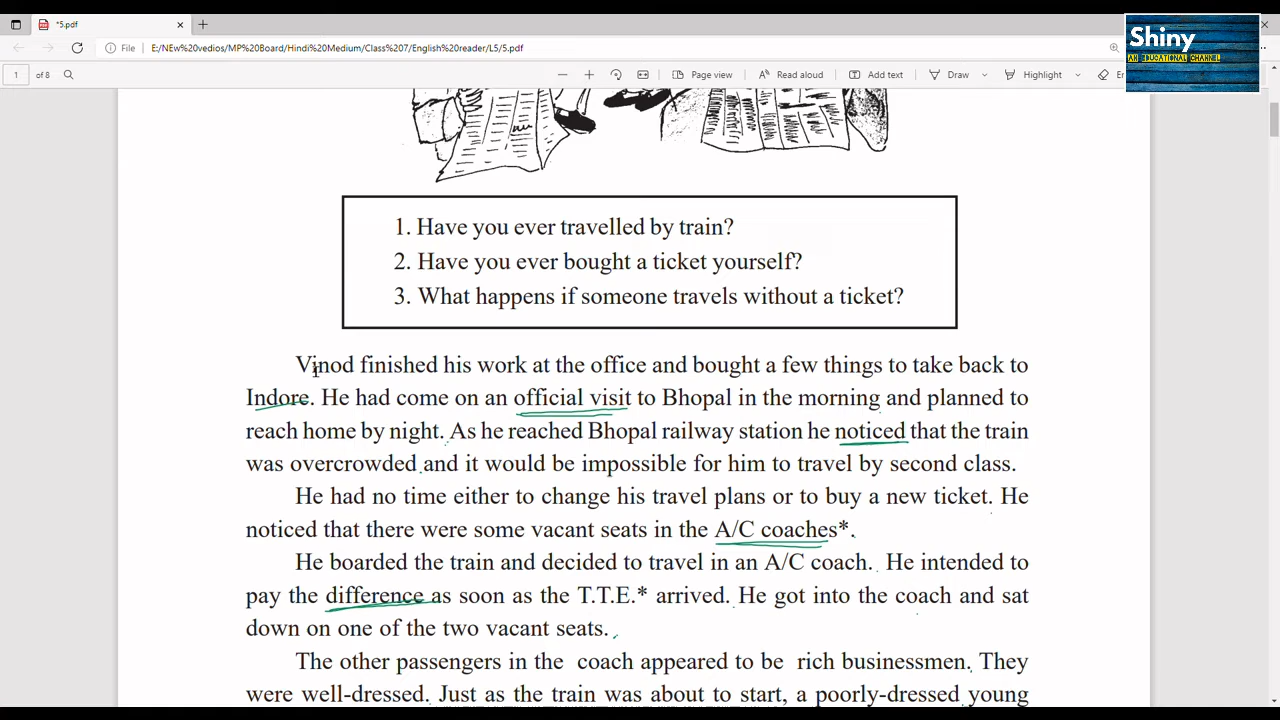 *5.pdf
File E:/NEw%20vedios/MP%20Board/Hindi%20Medium/Class%207/English%20reader/L5/5.pdf
1 of 8 Page view Read aloud Add text Draw Highlight
Shiny
AN EDUCATIONAL CHANNEL
1. Have you ever travelled by train?
2. Have you ever bought a ticket yourself?
3. What happens if someone travels without a ticket?
Vinod finished his work at the office and bought a few things to take back to
Indore. He had come on an official visit to Bhopal in the morning and planned to
reach home by night. As he reached Bhopal railway station he noticed that the train
was overcrowded and it would be impossible for him to travel by second class.
He had no time either to change his travel plans or to buy a new ticket. He
noticed that there were some vacant seats in the A/C coaches*.
He boarded the train and decided to travel in an A/C coach. He intended to
pay the difference as soon as the T.T.E.* arrived. He got into the coach and sat
down on one of the two vacant seats.
The other passengers in the coach appeared to be rich businessmen. They
were well-dressed. Just as the train was about to start, a poorly-dressed young